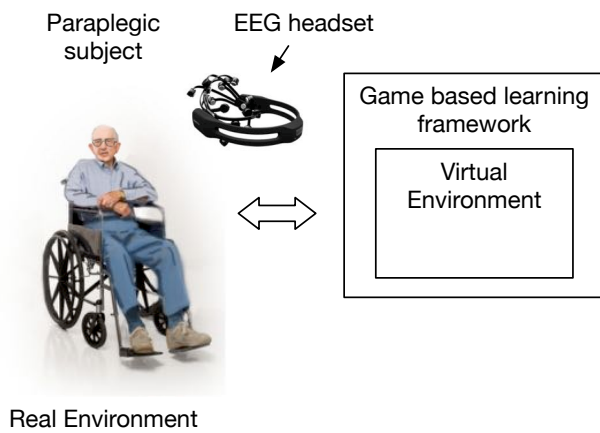 Paraplegic
subject
EEG headset
Game based learning
framework
Virtual
Environment
Real Environment